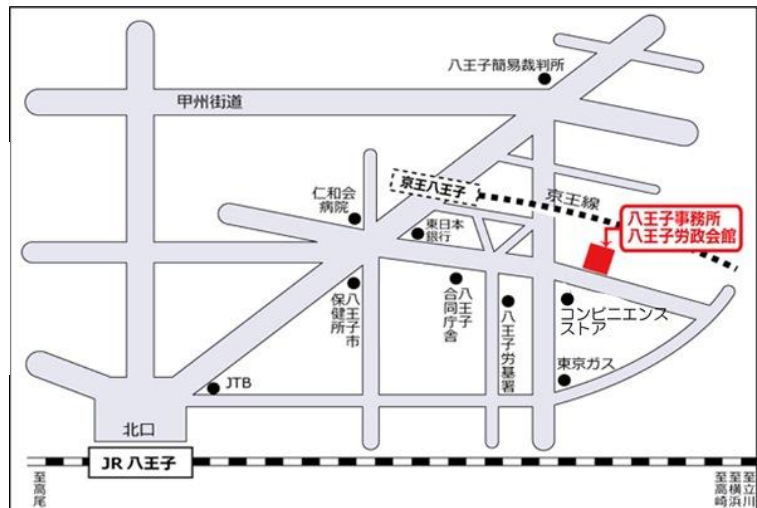 八王子簡易裁判所
甲州街道
京王八王子
京王線
仁和会
病院
東日本
銀行
八王子事務所
八王子労政会館
八王子市
保健所
八王子
合同庁舎
八王子労基署
コンビニエンス
ストア
東京ガス
JTB
北口
JR 八王子
至高尾
至立川
至横浜
至高崎